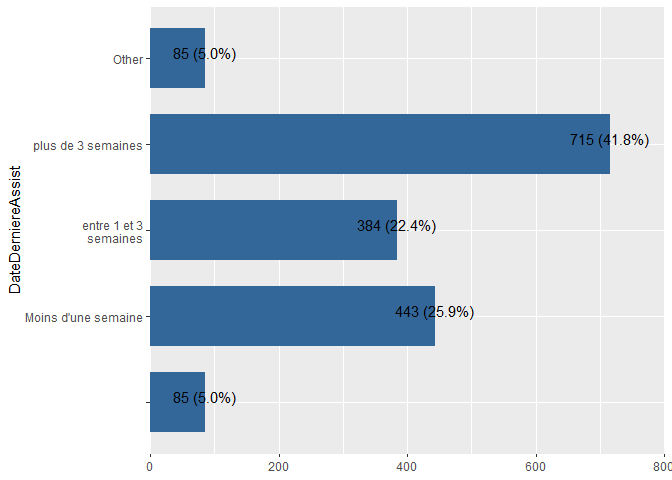 Other
85 (5.0%)
plus de 3 semaines
715 (41.8%)
entre 1 et 3
semaines
384 (22.4%)
Moins d'une semaine
443 (25.9%)
85 (5.0%)
DateDerniereAssist
0
200
400
600
800